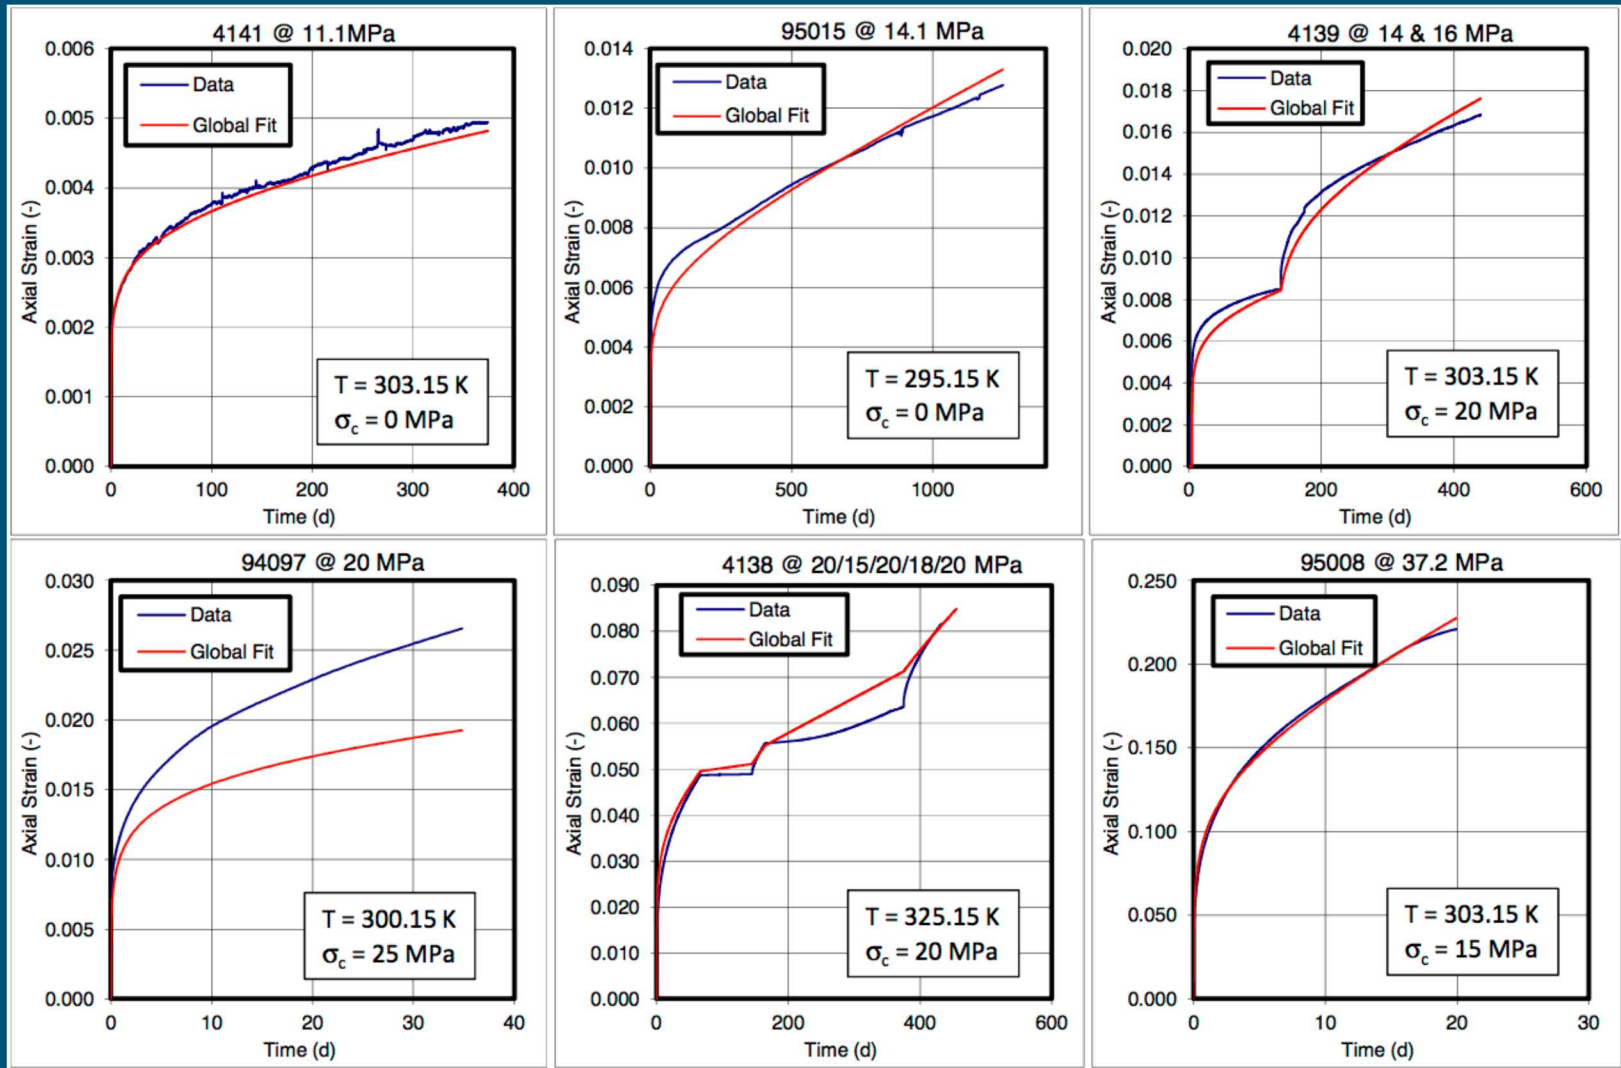 4141 @ 11.1MPa
Axial Strain (-)
0.006
0.005
0.004
0.003
0.002
0.001
0.000
Data
Global Fit
T = 303.15 K
σc = 0 MPa
0 100 200 300 400
Time (d)
95015 @ 14.1 MPa
Axial Strain (-)
0.014
0.012
0.010
0.008
0.006
0.004
0.002
0.000
Data
Global Fit
T = 295.15 K
σc = 0 MPa
0 500 1000
Time (d)
4139 @ 14 & 16 MPa
Axial Strain (-)
0.020
0.018
0.016
0.014
0.012
0.010
0.008
0.006
0.004
0.002
0.000
Data
Global Fit
T = 303.15 K
σc = 20 MPa
0 200 400 600
Time (d)
94097 @ 20 MPa
Axial Strain (-)
0.030
0.025
0.020
0.015
0.010
0.005
0.000
Data
Global Fit
T = 300.15 K
σc = 25 MPa
0 10 20 30 40
Time (d)
4138 @ 20/15/20/18/20 MPa
Axial Strain (-)
0.090
0.080
0.070
0.060
0.050
0.040
0.030
0.020
0.010
0.000
Data
Global Fit
T = 325.15 K
σc = 20 MPa
0 200 400 600
Time (d)
95008 @ 37.2 MPa
Axial Strain (-)
0.250
0.200
0.150
0.100
0.050
0.000
Data
Global Fit
T = 303.15 K
σc = 15 MPa
0 10 20 30
Time (d)